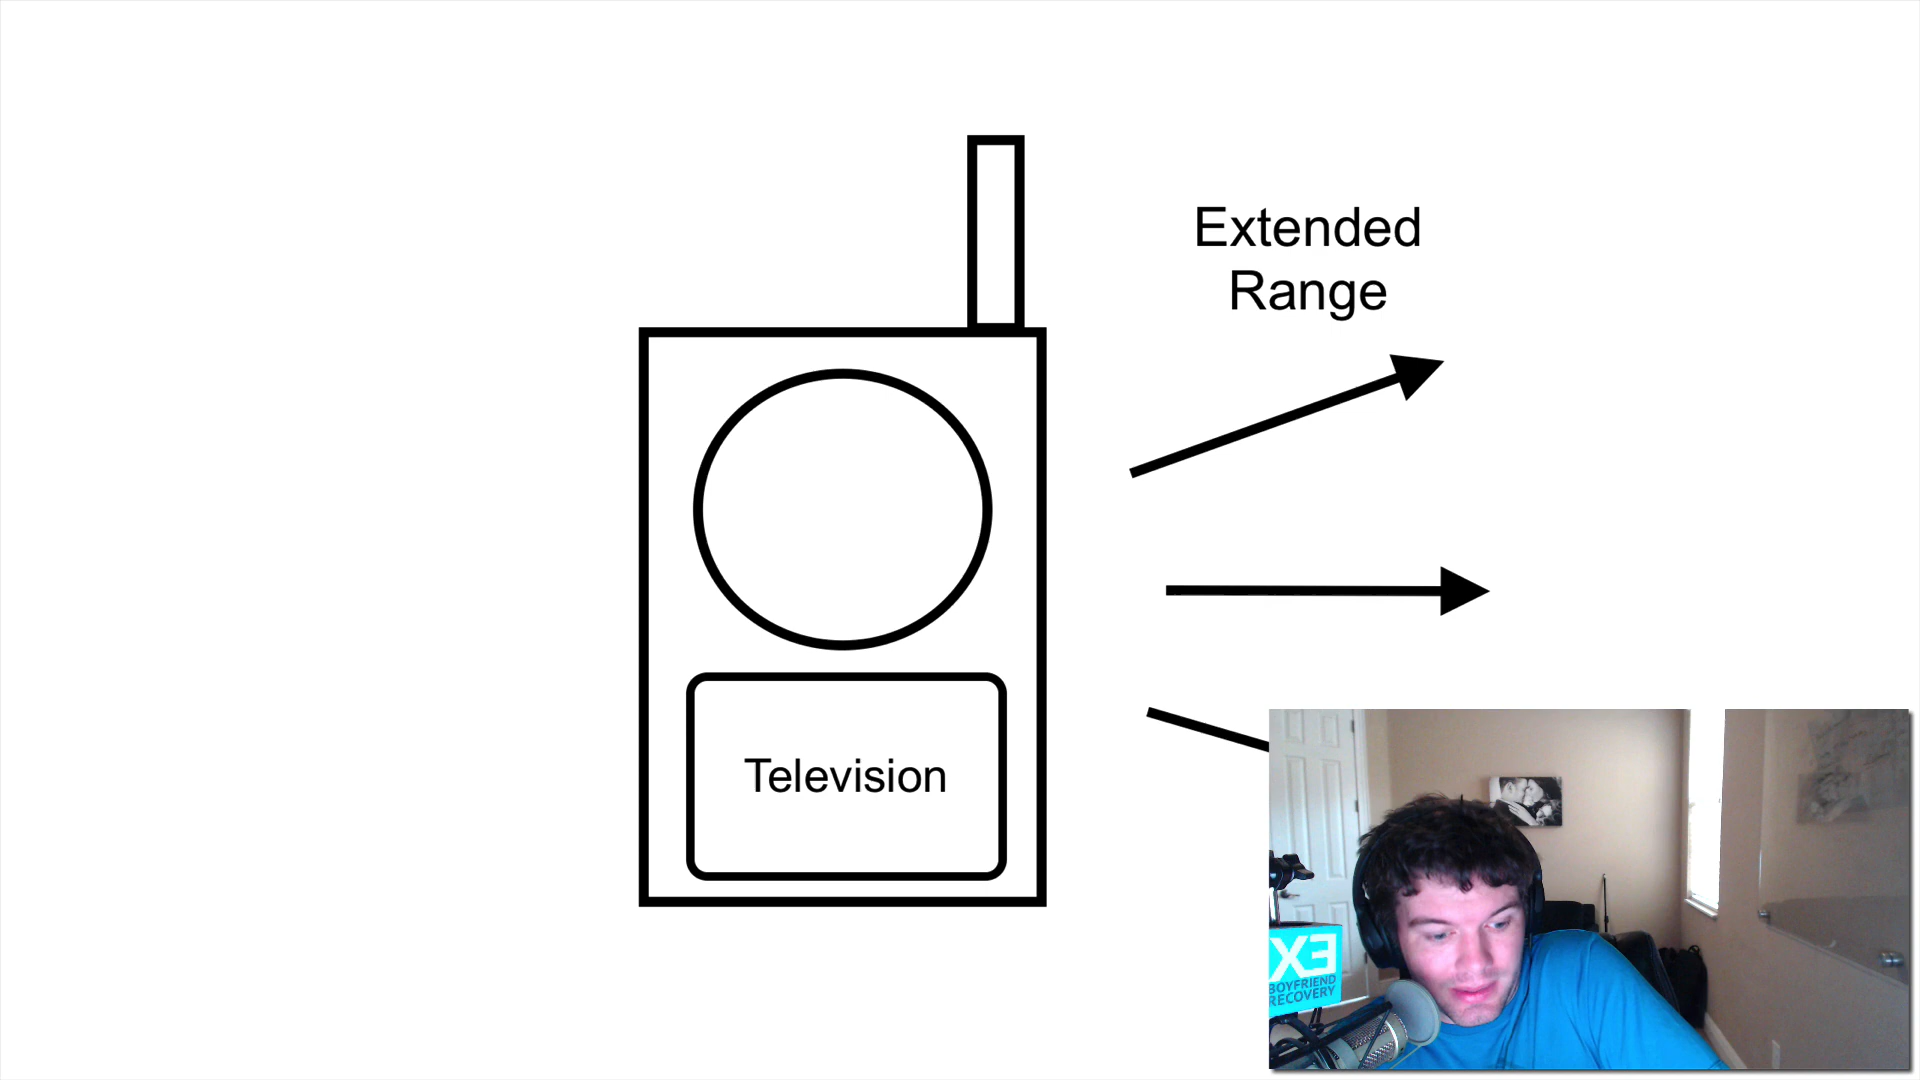 Extended
Range
Television
EX
BOYFRIEND
RECOVERY